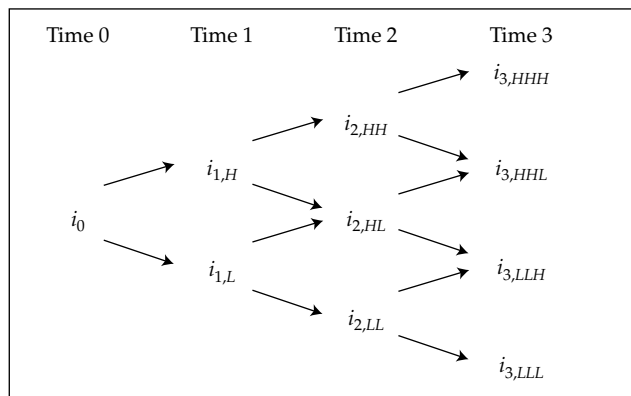 Time 0 Time 1 Time 2 Time 3
i3,HHH
i2,HH
i1,H i3,HHL
i0 i2,HL
i1,L i3,LLH
i2,LL
i3,LLL